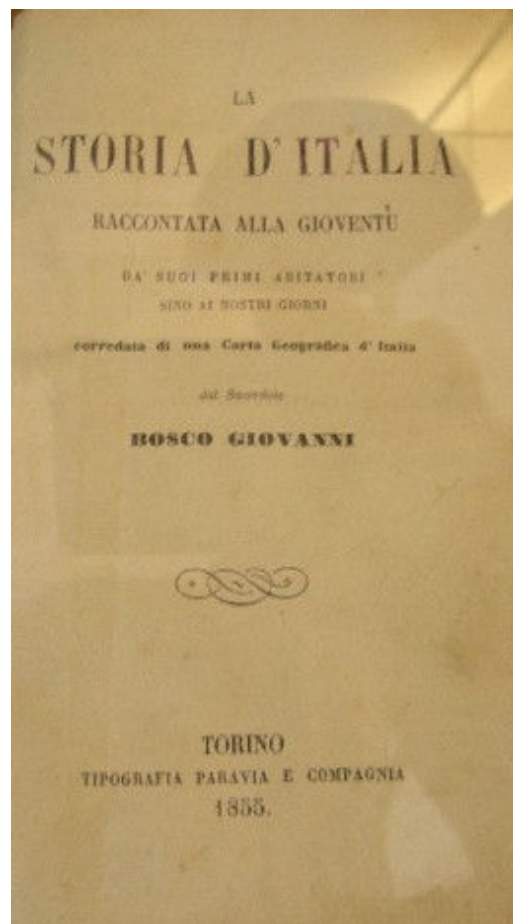 LA
STORIA D'ITALIA
RACCONTATA ALLA GIOVENTÙ
DA' SUOI PRIMI ABITATORI
SINO AI NOSTRI GIORNI
corredata di una Carta Geografica d'Italia
dal Sacerdote
BOSCO GIOVANNI
TORINO
TIPOGRAFIA PARAVIA E COMPAGNIA
1855.